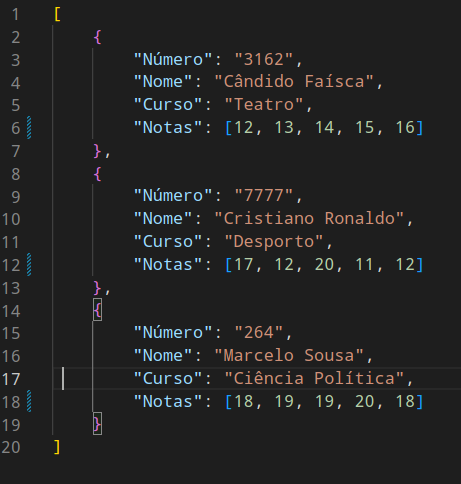 1 [
2 {
3 "Número": "3162",
4 "Nome": "Cândido Faísca",
5 "Curso": "Teatro",
6 "Notas": [12, 13, 14, 15, 16]
7 },
8 {
9 "Número": "7777",
10 "Nome": "Cristiano Ronaldo",
11 "Curso": "Desporto",
12 "Notas": [17, 12, 20, 11, 12]
13 },
14 {
15 "Número": "264",
16 "Nome": "Marcelo Sousa",
17 "Curso": "Ciência Política",
18 "Notas": [18, 19, 19, 20, 18]
19 }
20 ]